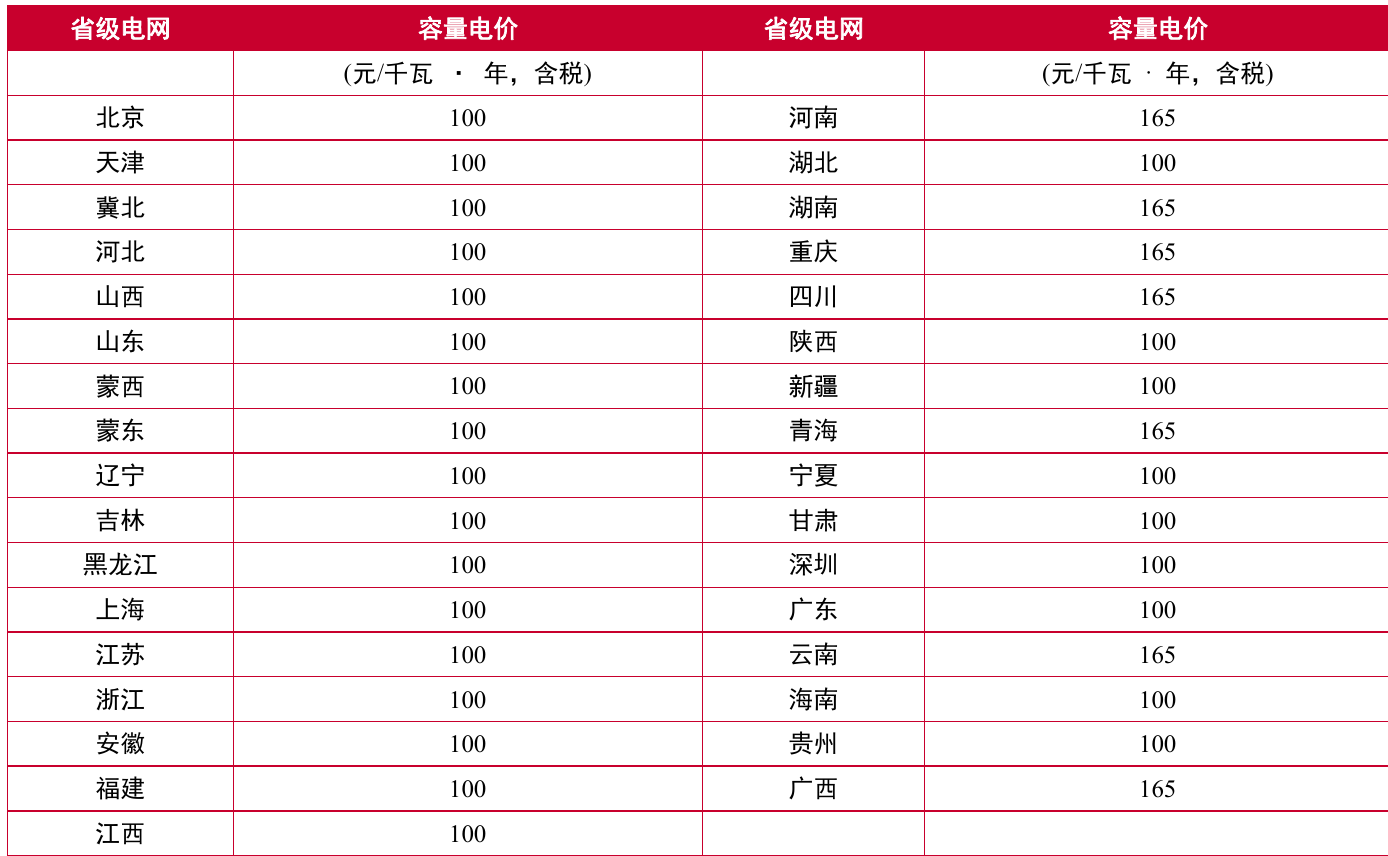 省级电网 容量电价 省级电网 容量电价
(元/千瓦 · 年，含税) (元/千瓦 · 年，含税)
北京 100 河南 165
天津 100 湖北 100
冀北 100 湖南 165
河北 100 重庆 165
山西 100 四川 165
山东 100 陕西 100
蒙西 100 新疆 100
蒙东 100 青海 165
辽宁 100 宁夏 100
吉林 100 甘肃 100
黑龙江 100 深圳 100
上海 100 广东 100
江苏 100 云南 165
浙江 100 海南 100
安徽 100 贵州 100
福建 100 广西 165
江西 100